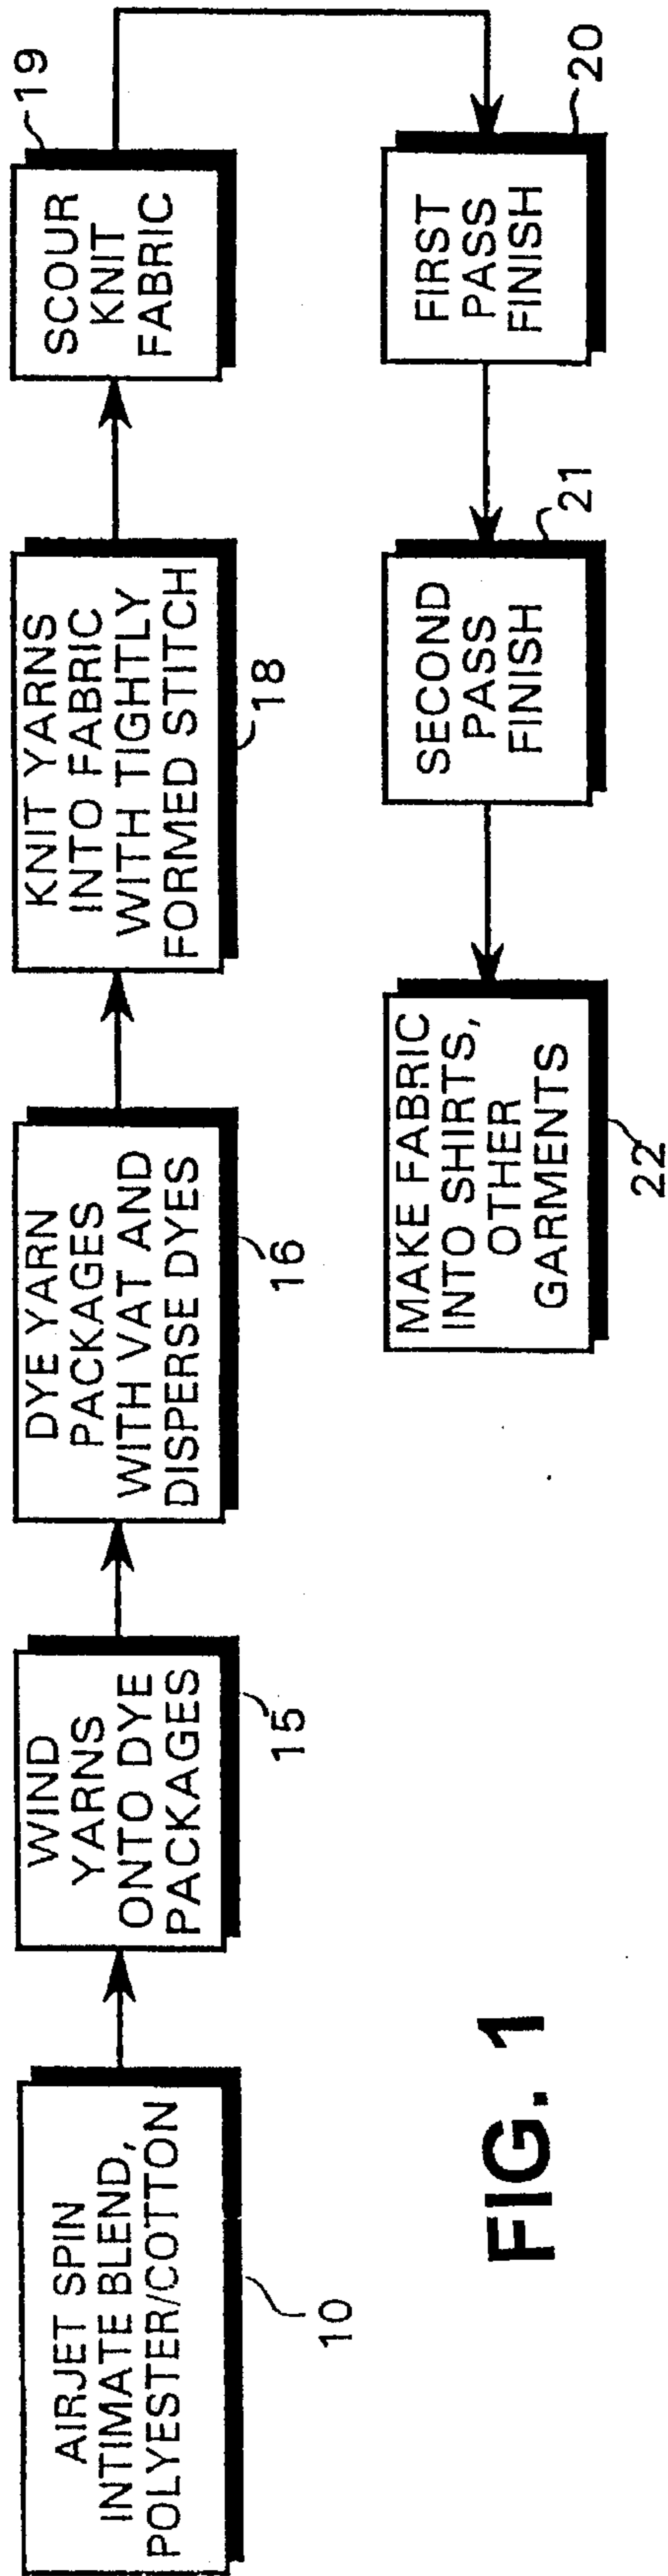 AIRJET SPIN
INTIMATE BLEND,
POLYESTER/COTTON
10
WIND
YARNS
ONTO DYE
PACKAGES
15
DYE YARN
PACKAGES
WITH VAT AND
DISPERSE DYES
16
KNIT YARNS
INTO FABRIC
WITH TIGHTLY
FORMED STITCH
18
SCOUR
KNIT
FABRIC
19
FIRST
PASS
FINISH
20
SECOND
PASS
FINISH
21
MAKE FABRIC
INTO SHIRTS,
OTHER
GARMENTS
22
FIG. 1